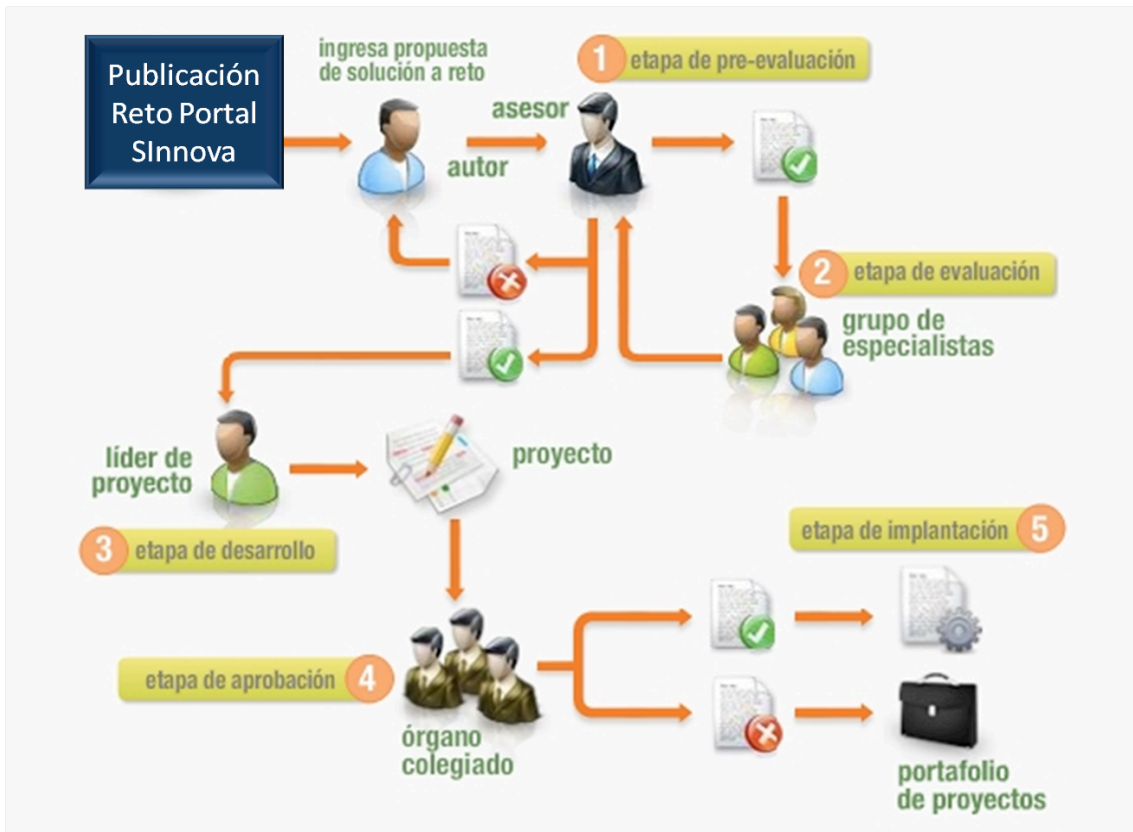 Publicación
Reto Portal
SInnova
ingresa propuesta
de solución a reto
autor
asesor
1 etapa de pre-evaluación
2 etapa de evaluación
grupo de
especialistas
líder de
proyecto
proyecto
3 etapa de desarrollo
etapa de implantación 5
etapa de aprobación 4
órgano
colegiado
portafolio
de proyectos